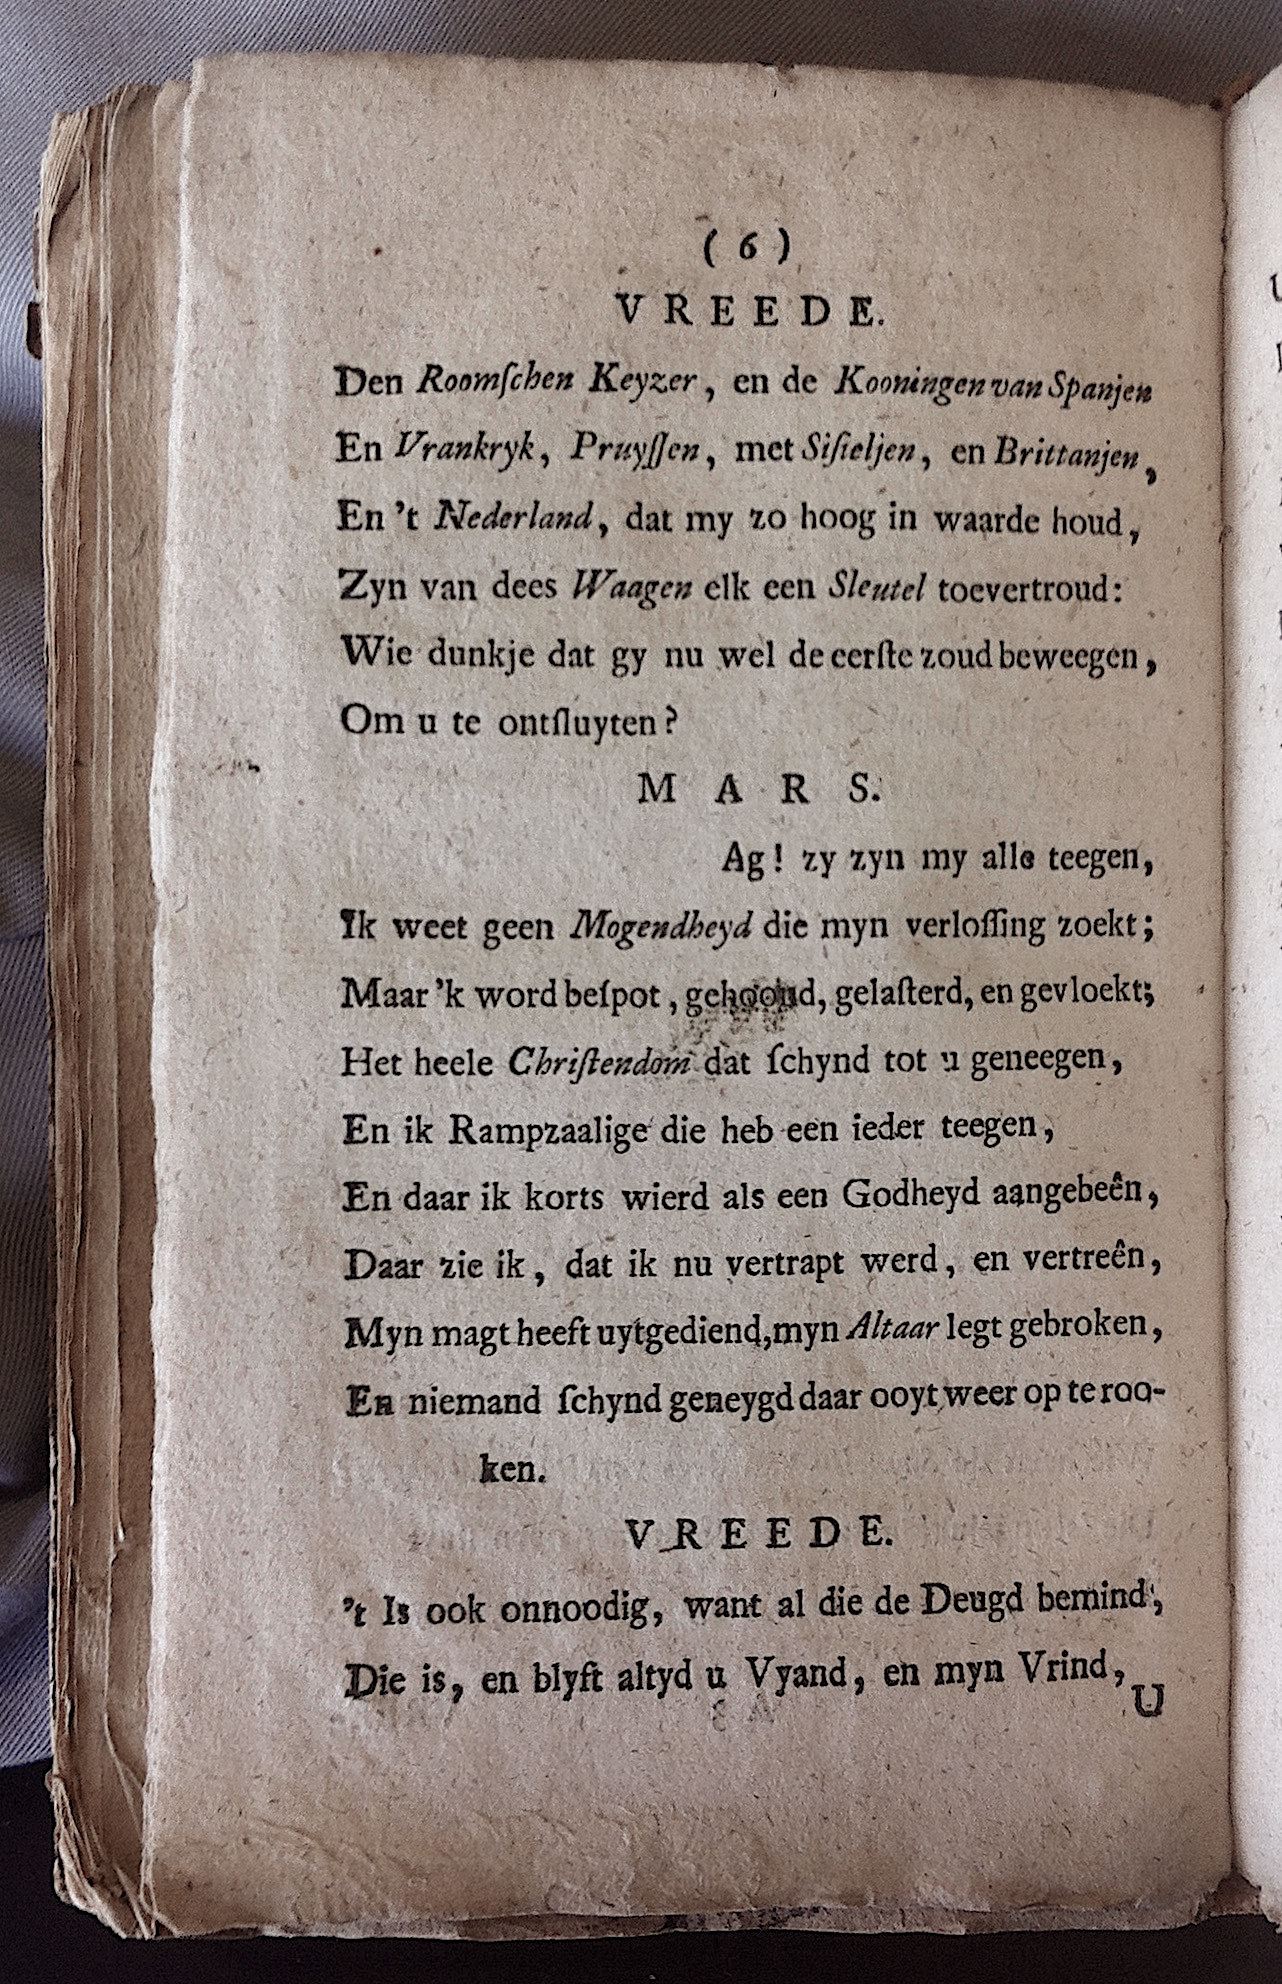 ( 6 )
VREEDE.
Den Roomſchen Keyzer, en de Kooningen van Spanjen
En Vrankryk, Pruyſſen, met Siſieljen, en Brittanjen,
En 't Nederland, dat my zo hoog in waarde houd,
Zyn van dees Waagen elk een Sleutel toevertroud:
Wie dunkje dat gy nu wel de eerſte zoud beweegen,
Om u te ontſluyten?
MARS.
Ag! zy zyn my alle teegen,
Ik weet geen Mogendheyd die myn verloſſing zoekt;
Maar 'k word beſpot, gehoond, gelaſterd, en gevloekt;
Het heele Chriſtendom dat ſchynd tot u geneegen,
En ik Rampzaalige die heb een ieder teegen,
En daar ik korts wierd als een Godheyd aangebeên,
Daar zie ik, dat ik nu vertrapt werd, en vertreên,
Myn magt heeft uytgediend, myn Altaar legt gebroken,
En niemand ſchynd geneygd daar ooyt weer op te roo-
ken.
VREEDE.
't Is ook onnoodig, want al die de Deugd bemind,
Die is, en blyft altyd u Vyand, en myn Vrind,
U